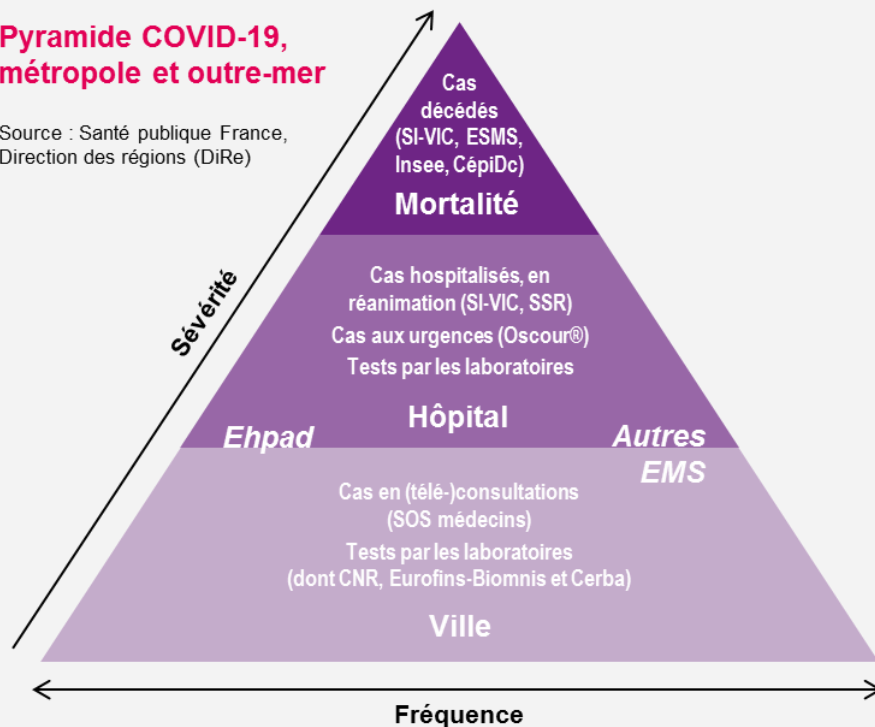 Pyramide COVID-19,
métropole et outre-mer
Source : Santé publique France,
Direction des régions (DiRe)
Cas
décédés
(SI-VIC, ESMS,
Insee, CépiDc)
Mortalité
Sévérité
Cas hospitalisés, en
réanimation (SI-VIC, SSR)
Cas aux urgences (Oscour®)
Tests par les laboratoires
Hôpital
Ehpad
Autres
EMS
Cas en (télé-)consultations
(SOS médecins)
Tests par les laboratoires
(dont CNR, Eurofins-Biomnis et Cerba)
Ville
Fréquence